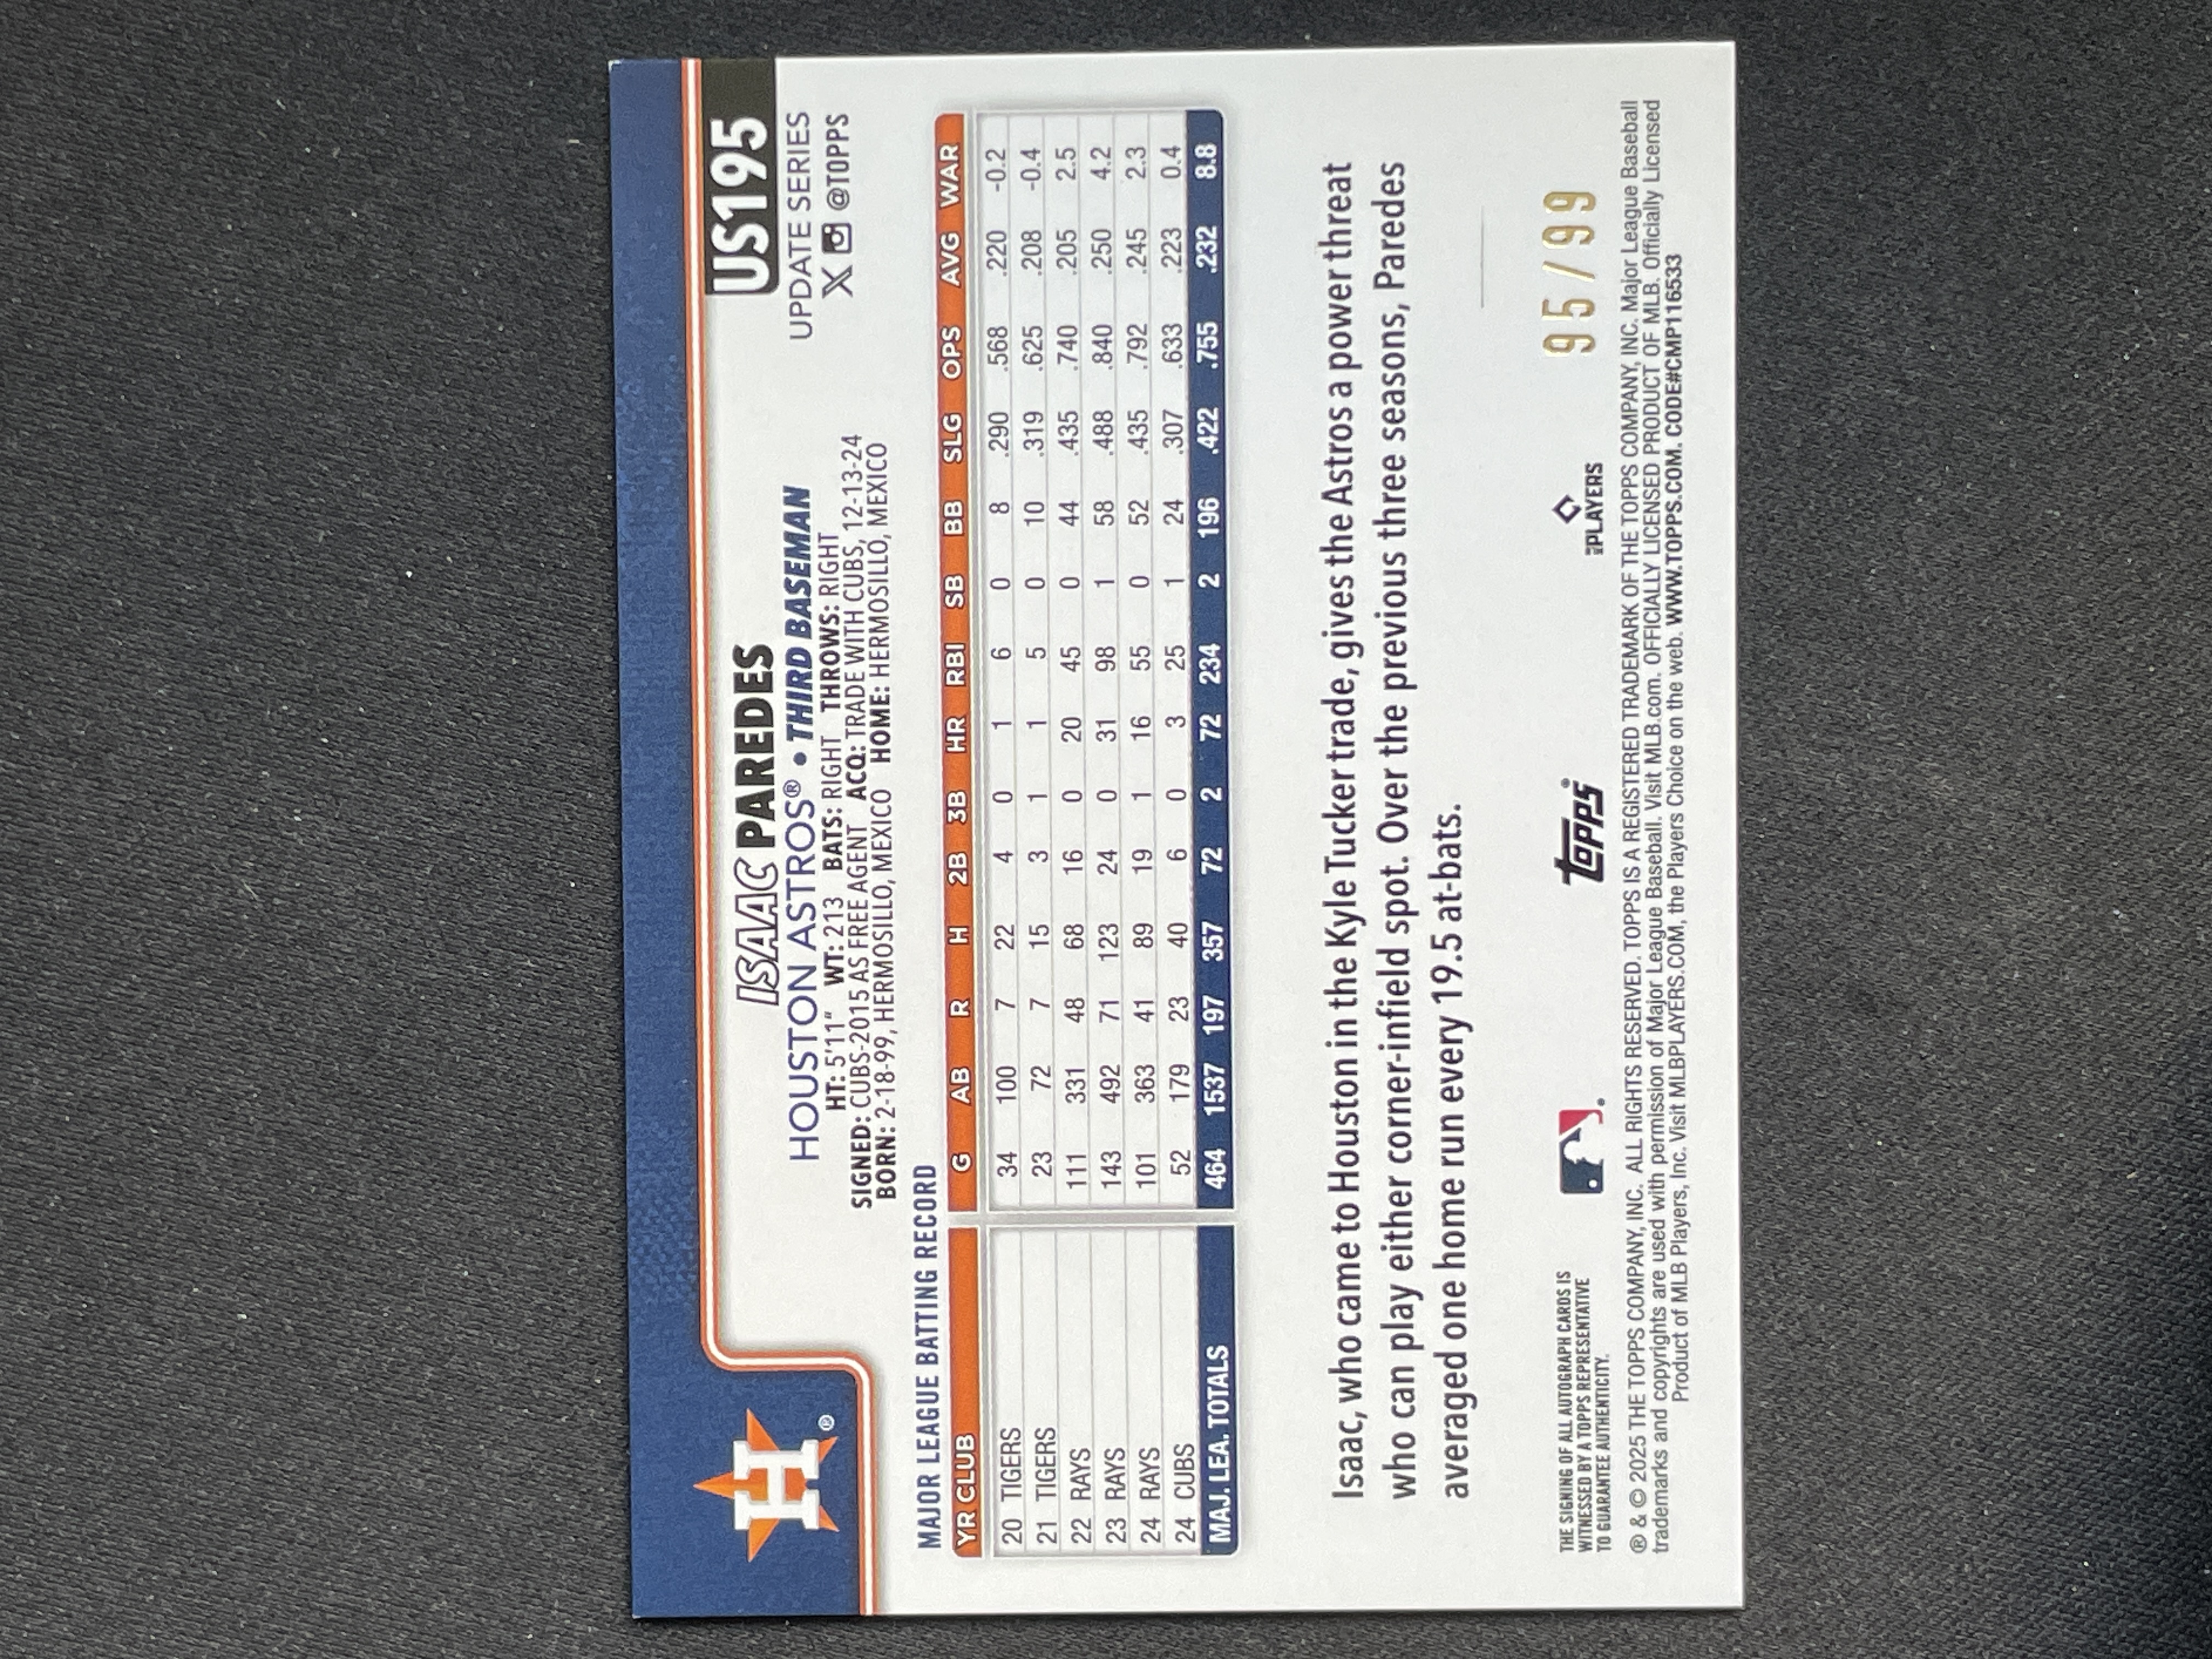 US195
UPDATE SERIES
X @TOPPS
ISAAC PAREDES
HOUSTON ASTROS® • THIRD BASEMAN
HT: 5'11" WT: 213 BATS: RIGHT THROWS: RIGHT
SIGNED: CUBS-2015 AS FREE AGENT ACQ: TRADE WITH CUBS, 12-13-24
BORN: 2-18-99, HERMOSILLO, MEXICO HOME: HERMOSILLO, MEXICO
H ®
MAJOR LEAGUE BATTING RECORD
YR CLUB G AB R H 2B 3B HR RBI SB BB SLG OPS AVG WAR
20 TIGERS 34 100 7 22 4 0 1 6 0 8 .290 .568 .220 -0.2
21 TIGERS 23 72 7 15 3 1 1 5 0 10 .319 .625 .208 -0.4
22 RAYS 111 331 48 68 16 0 20 45 0 44 .435 .740 .205 2.5
23 RAYS 143 492 71 123 24 0 31 98 1 58 .488 .840 .250 4.2
24 RAYS 101 363 41 89 19 1 16 55 0 52 .435 .792 .245 2.3
24 CUBS 52 179 23 40 6 0 3 25 1 24 .307 .633 .223 0.4
MAJ. LEA. TOTALS 464 1537 197 357 72 2 72 234 2 196 .422 .755 .232 8.8
Isaac, who came to Houston in the Kyle Tucker trade, gives the Astros a power threat
who can play either corner-infield spot. Over the previous three seasons, Paredes
averaged one home run every 19.5 at-bats.
95/99
THE SIGNING OF ALL AUTOGRAPH CARDS IS
WITNESSED BY A TOPPS REPRESENTATIVE
TO GUARANTEE AUTHENTICITY.
topps®
PLAYERS
® & © 2025 THE TOPPS COMPANY, INC. ALL RIGHTS RESERVED. TOPPS IS A REGISTERED TRADEMARK OF THE TOPPS COMPANY, INC. Major League Baseball
trademarks and copyrights are used with permission of Major League Baseball. Visit MLB.com. OFFICIALLY LICENSED PRODUCT OF MLB. Officially Licensed
Product of MLB Players, Inc. Visit MLBPLAYERS.COM, the Players Choice on the web. WWW.TOPPS.COM. CODE#CMP116533